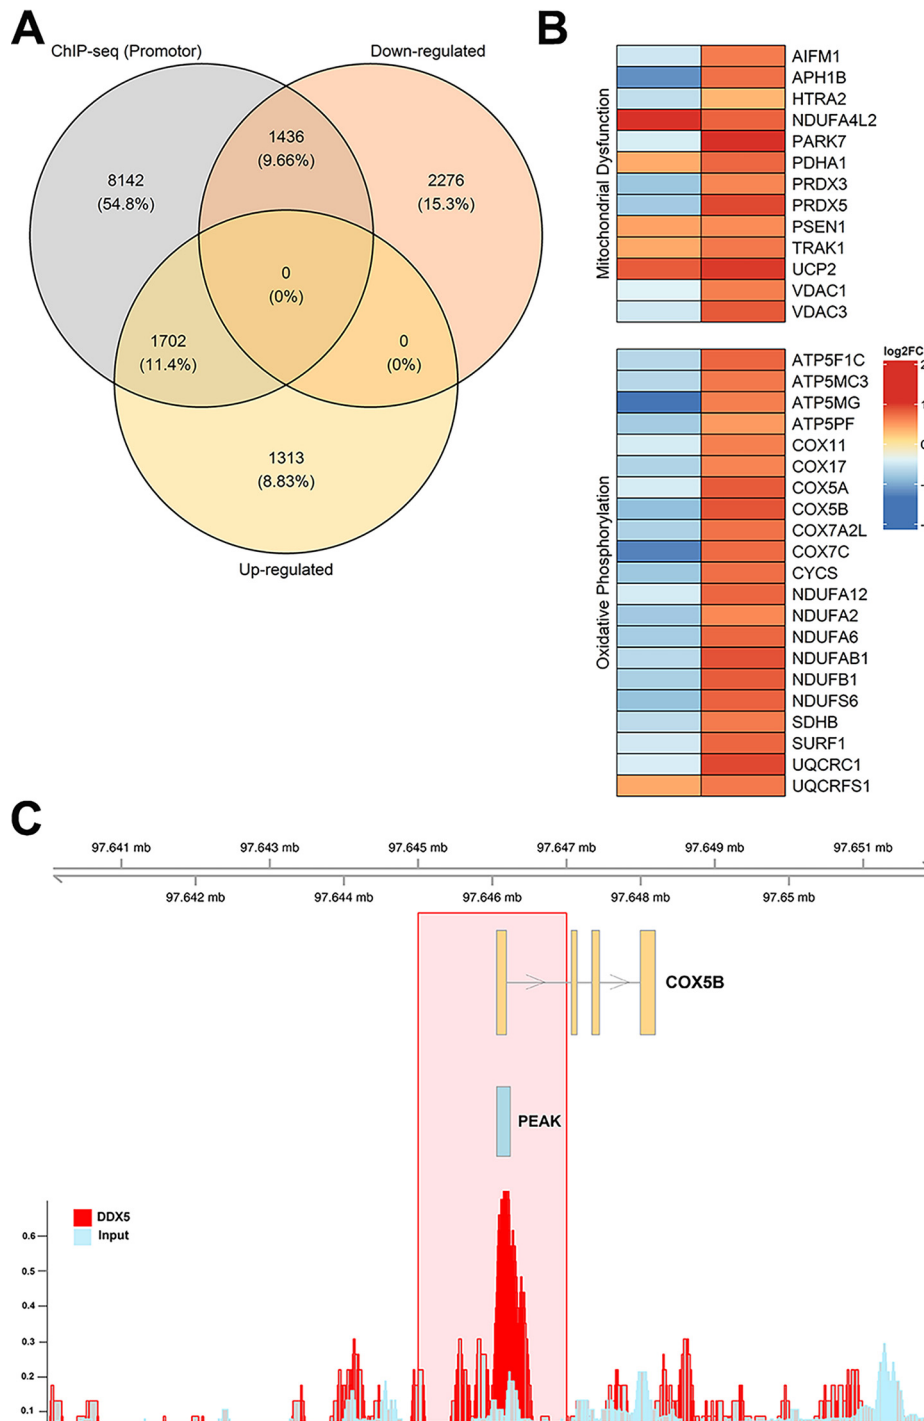 A
B
ChIP-seq (Promotor)
Down-regulated
1436
(9.66%)
8142
(54.8%)
2276
(15.3%)
0
(0%)
1702
(11.4%)
0
(0%)
1313
(8.83%)
Up-regulated
Mitochondrial Dysfunction
AIFM1
APH1B
HTRA2
NDUFA4L2
PARK7
PDHA1
PRDX3
PRDX5
PSEN1
TRAK1
UCP2
VDAC1
VDAC3
Oxidative Phosphorylation
ATP5F1C
ATP5MC3
ATP5MG
ATP5PF
COX11
COX17
COX5A
COX5B
COX7A2L
COX7C
CYCS
NDUFA12
NDUFA2
NDUFA6
NDUFAB1
NDUFB1
NDUFS6
SDHB
SURF1
UQCRC1
UQCRFS1
log2FC
C
97.641 mb 97.643 mb 97.645 mb 97.647 mb 97.649 mb 97.651 mb
97.642 mb 97.644 mb 97.646 mb 97.648 mb 97.65 mb
COX5B
PEAK
DDX5
Input
0.6
0.5
0.4
0.3
0.2
0.1